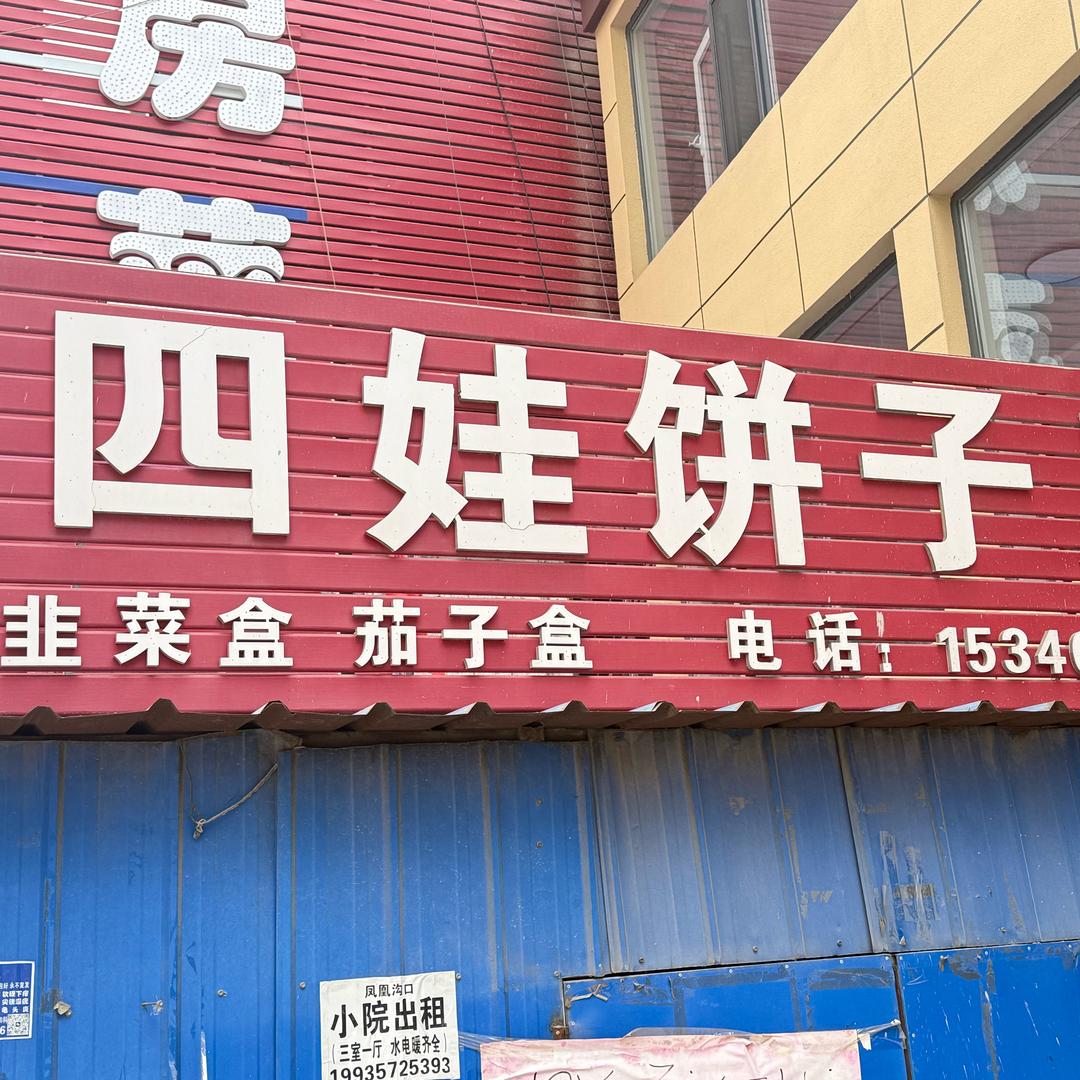 房
四娃饼子
韭菜盒 茄子盒 电话：15340
凤凰沟口
小院出租
（三室一厅 水电暖齐全）
19935725393